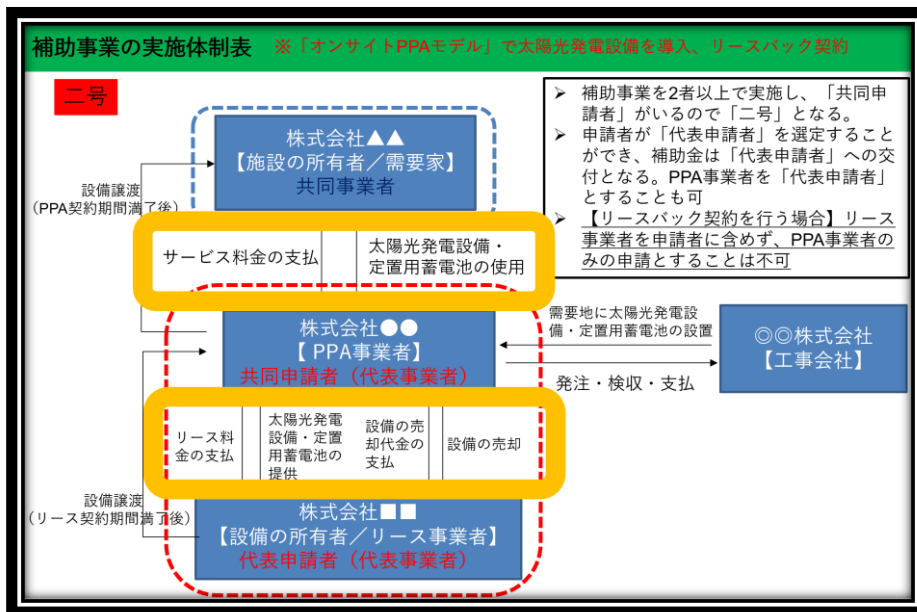 補助事業の実施体制表 ※「オンサイトPPAモデル」で太陽光発電設備を導入、リースバック契約
二号
➢ 補助事業を2者以上で実施し、「共同申
請者」がいるので「二号」となる。
➢ 申請者が「代表申請者」を選定すること
ができ、補助金は「代表申請者」への交
付となる。PPA事業者を「代表申請者」
とすることも可
➢ 【リースバック契約を行う場合】リース
事業者を申請者に含めず、PPA事業者の
みの申請とすることは不可
株式会社▲▲
【施設の所有者／需要家】
共同事業者
設備譲渡
（PPA契約期間満了後）
サービス料金の支払
太陽光発電設備・
定置用蓄電池の使用
株式会社●●
【 PPA事業者】
共同申請者（代表事業者）
需要地に太陽光発電設
備・定置用蓄電池の設置
発注・検収・支払
◎◎株式会社
【工事会社】
リース料
金の支払
太陽光発電
設備・定置
用蓄電池の
提供
設備の売
却代金の
支払
設備の売却
設備譲渡
（リース契約期間満了後）
株式会社■■
【設備の所有者／リース事業者】
代表申請者（代表事業者）